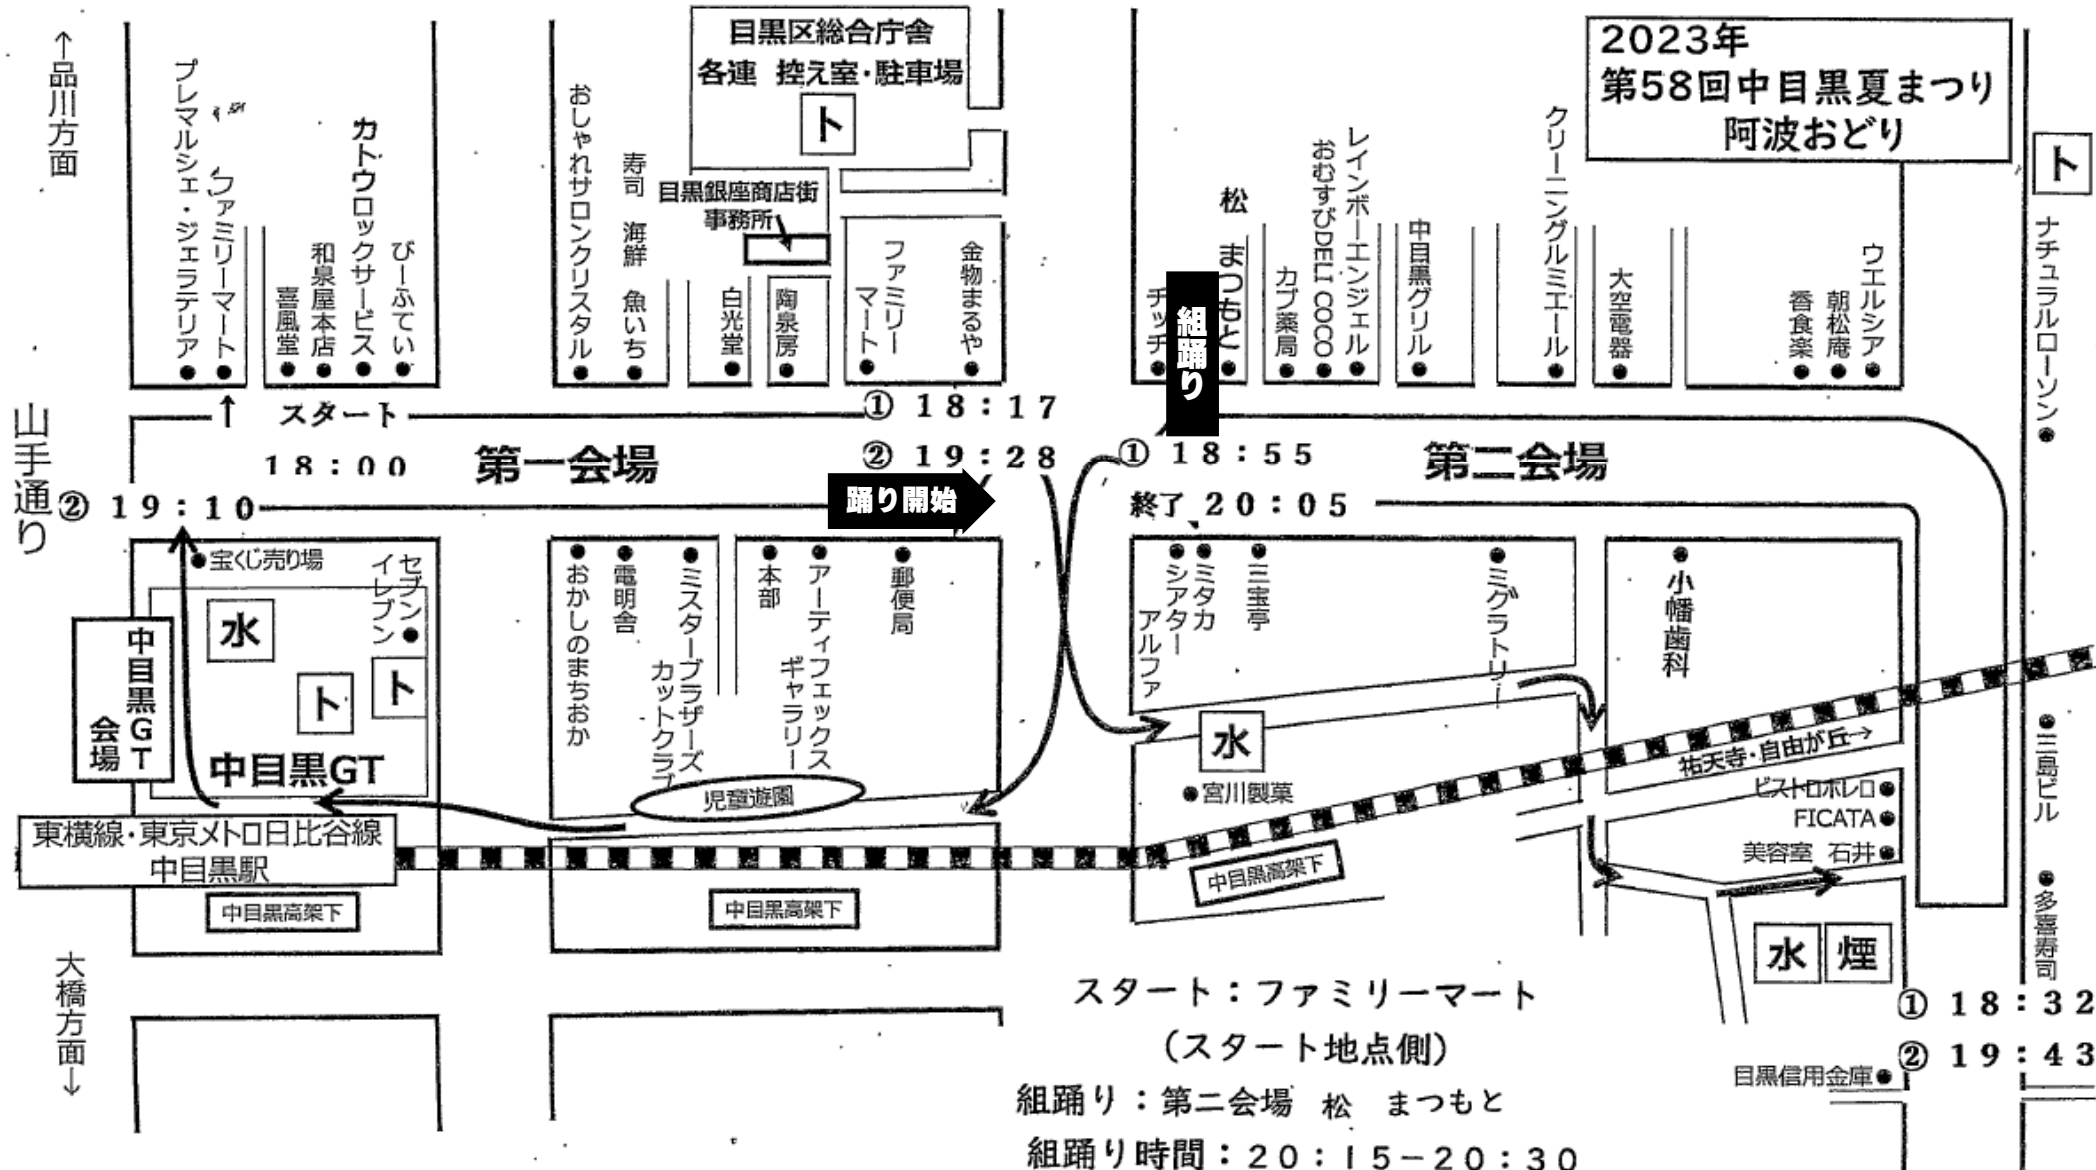 2023年
第58回中目黒夏まつり
阿波おどり
目黒区総合庁舎
各連 控え室・駐車場
ト
目黒銀座商店街
事務所
↑品川方面
山手通り
大橋方面↓
プレマルシェ・ジェラテリア
ファミリーマート
喜風堂
和泉屋本店
カトウロックサービス
びーふてい
おしゃれサロンクリスタル
寿司 海鮮 魚いち
白光堂
陶泉房
ファミリー
マート
金物まるや
チッチ
松
まつもと
カブ薬局
おむすびDELI COCO
レインボーエンジェル
中目黒グリル
クリーニングルミエール
大空電器
香食楽
朝松庵
ウエルシア
ト
ナチュラルローソン
組踊り
スタート
18:00
第一会場
① 18:17
② 19:28
踊り開始
① 18:55
第二会場
終了 20:05
② 19:10
宝くじ売り場
セブン
イレブン
水
ト
ト
中目黒GT
会場
中目黒GT
おかしのまちおか
電明舎
ミスターブラザーズ
カットクラブ
本部
アーティフェックス
ギャラリー
郵便局
児童遊園
シアター
アルファ
ミタカ
三宝亭
ミグラトリー
小幡歯科
水
宮川製菓
祐天寺・自由が丘→
ビストロボレロ
FICATA
美容室 石井
三島ビル
多喜寿司
東横線・東京メトロ日比谷線
中目黒駅
中目黒高架下
中目黒高架下
中目黒高架下
水
煙
① 18:32
② 19:43
目黒信用金庫
スタート:ファミリーマート
(スタート地点側)
組踊り:第二会場 松 まつもと
組踊り時間:20:15-20:30